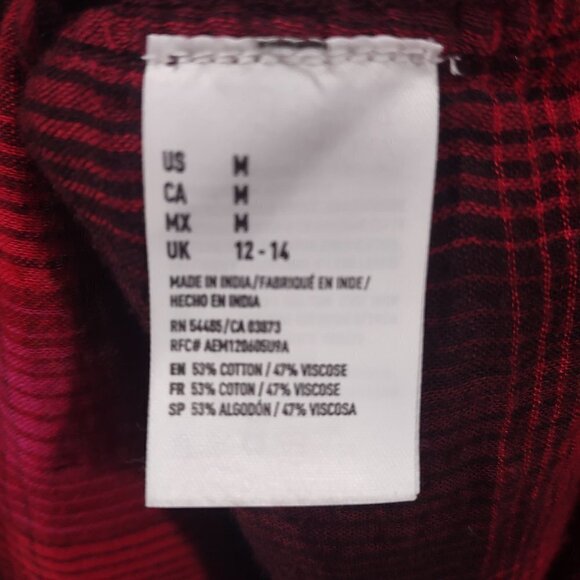 US M
CA M
MX M
UK 12 - 14
MADE IN INDIA/FABRIQUÉ EN INDE/
HECHO EN INDIA
RN 54485/CA 03873
RFC# AEM120605U9A
EN 53% COTTON / 47% VISCOSE
FR 53% COTON / 47% VISCOSE
SP 53% ALGODÓN / 47% VISCOSA